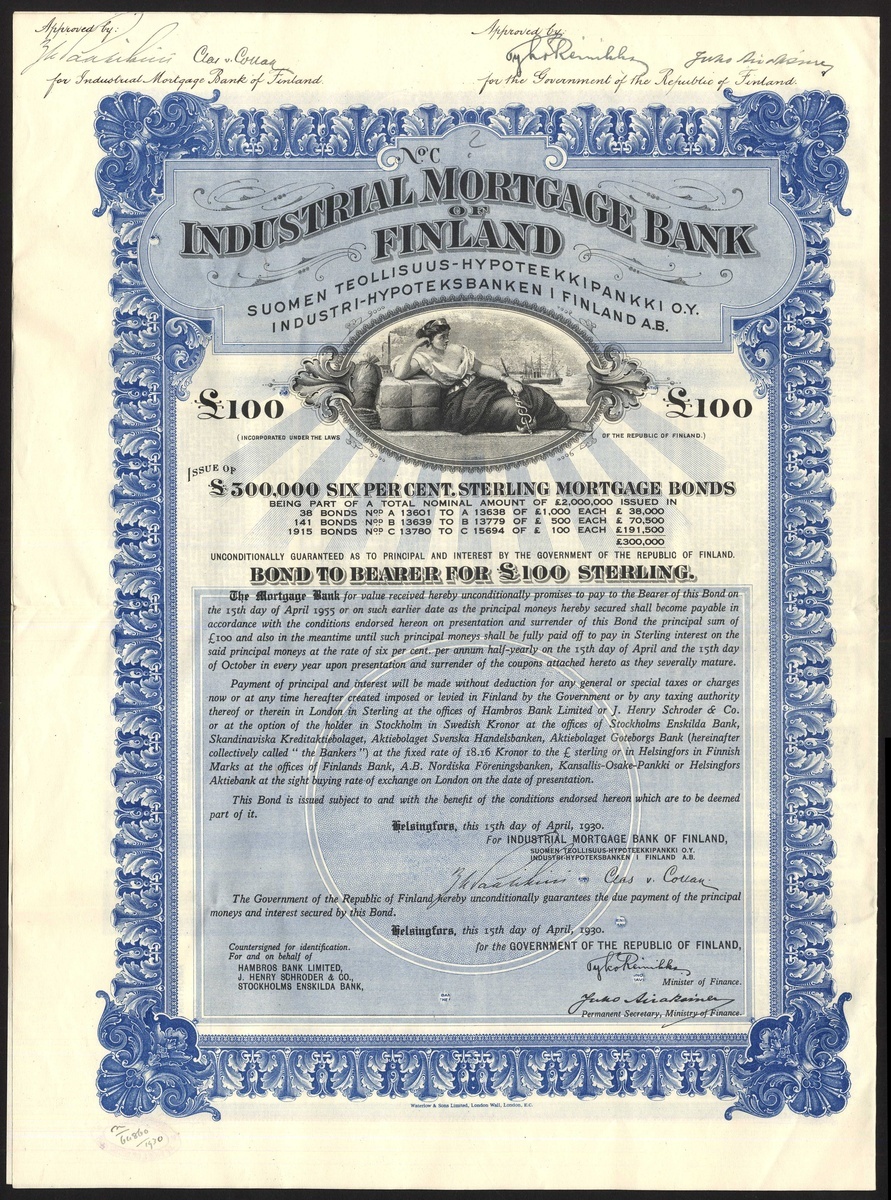 Approved by:
Clas v. Collan
for Industrial Mortgage Bank of Finland.
Approved by:
Tyko Reinikka Juho Airaksinen
for the Government of the Republic of Finland.
No. C
INDUSTRIAL MORTGAGE BANK
OF
FINLAND
SUOMEN TEOLLISUUS-HYPOTEEKKIPANKKI O.Y.
INDUSTRI-HYPOTEKSBANKEN I FINLAND A.B.
£100 £100
(INCORPORATED UNDER THE LAWS OF THE REPUBLIC OF FINLAND.)
ISSUE OF
£300,000 SIX PER CENT. STERLING MORTGAGE BONDS
BEING PART OF A TOTAL NOMINAL AMOUNT OF £2,000,000 ISSUED IN
38 BONDS Nos A 13601 TO A 13638 OF £1,000 EACH £ 38,000
141 BONDS Nos B 13639 TO B 13779 OF £ 500 EACH £ 70,500
1915 BONDS Nos C 13780 TO C 15694 OF £ 100 EACH £191,500
£300,000
UNCONDITIONALLY GUARANTEED AS TO PRINCIPAL AND INTEREST BY THE GOVERNMENT OF THE REPUBLIC OF FINLAND.
BOND TO BEARER FOR £100 STERLING.
The Mortgage Bank for value received hereby unconditionally promises to pay to the Bearer of this Bond on
the 15th day of April 1955 or on such earlier date as the principal moneys hereby secured shall become payable in
accordance with the conditions endorsed hereon on presentation and surrender of this Bond the principal sum of
£100 and also in the meantime until such principal moneys shall be fully paid off to pay in Sterling interest on the
said principal moneys at the rate of six per cent. per annum half-yearly on the 15th day of April and the 15th day
of October in every year upon presentation and surrender of the coupons attached hereto as they severally mature.
Payment of principal and interest will be made without deduction for any general or special taxes or charges
now or at any time hereafter created imposed or levied in Finland by the Government or by any taxing authority
thereof or therein in London in Sterling at the offices of Hambros Bank Limited or J. Henry Schroder & Co.
or at the option of the holder in Stockholm in Swedish Kronor at the offices of Stockholms Enskilda Bank,
Skandinaviska Kreditaktiebolaget, Aktiebolaget Svenska Handelsbanken, Aktiebolaget Goteborgs Bank (hereinafter
collectively called "the Bankers") at the fixed rate of 18.16 Kronor to the £ sterling or in Helsingfors in Finnish
Marks at the offices of Finlands Bank, A.B. Nordiska Föreningsbanken, Kansallis-Osake-Pankki or Helsingfors
Aktiebank at the sight buying rate of exchange on London on the date of presentation.
This Bond is issued subject to and with the benefit of the conditions endorsed hereon which are to be deemed
part of it.
Helsingfors, this 15th day of April, 1930.
For INDUSTRIAL MORTGAGE BANK OF FINLAND,
SUOMEN TEOLLISUUS-HYPOTEEKKIPANKKI O.Y.
INDUSTRI-HYPOTEKSBANKEN I FINLAND A.B.
Clas v. Collan
The Government of the Republic of Finland hereby unconditionally guarantees the due payment of the principal
moneys and interest secured by this Bond.
Helsingfors, this 15th day of April, 1930.
for the GOVERNMENT OF THE REPUBLIC OF FINLAND,
Countersigned for identification.
For and on behalf of
HAMBROS BANK LIMITED,
J. HENRY SCHRODER & CO.,
STOCKHOLMS ENSKILDA BANK,
Tyko Reinikka
Minister of Finance.
Juho Airaksinen
Permanent Secretary, Ministry of Finance.
Waterlow & Sons Limited, London Wall, London, E.C.